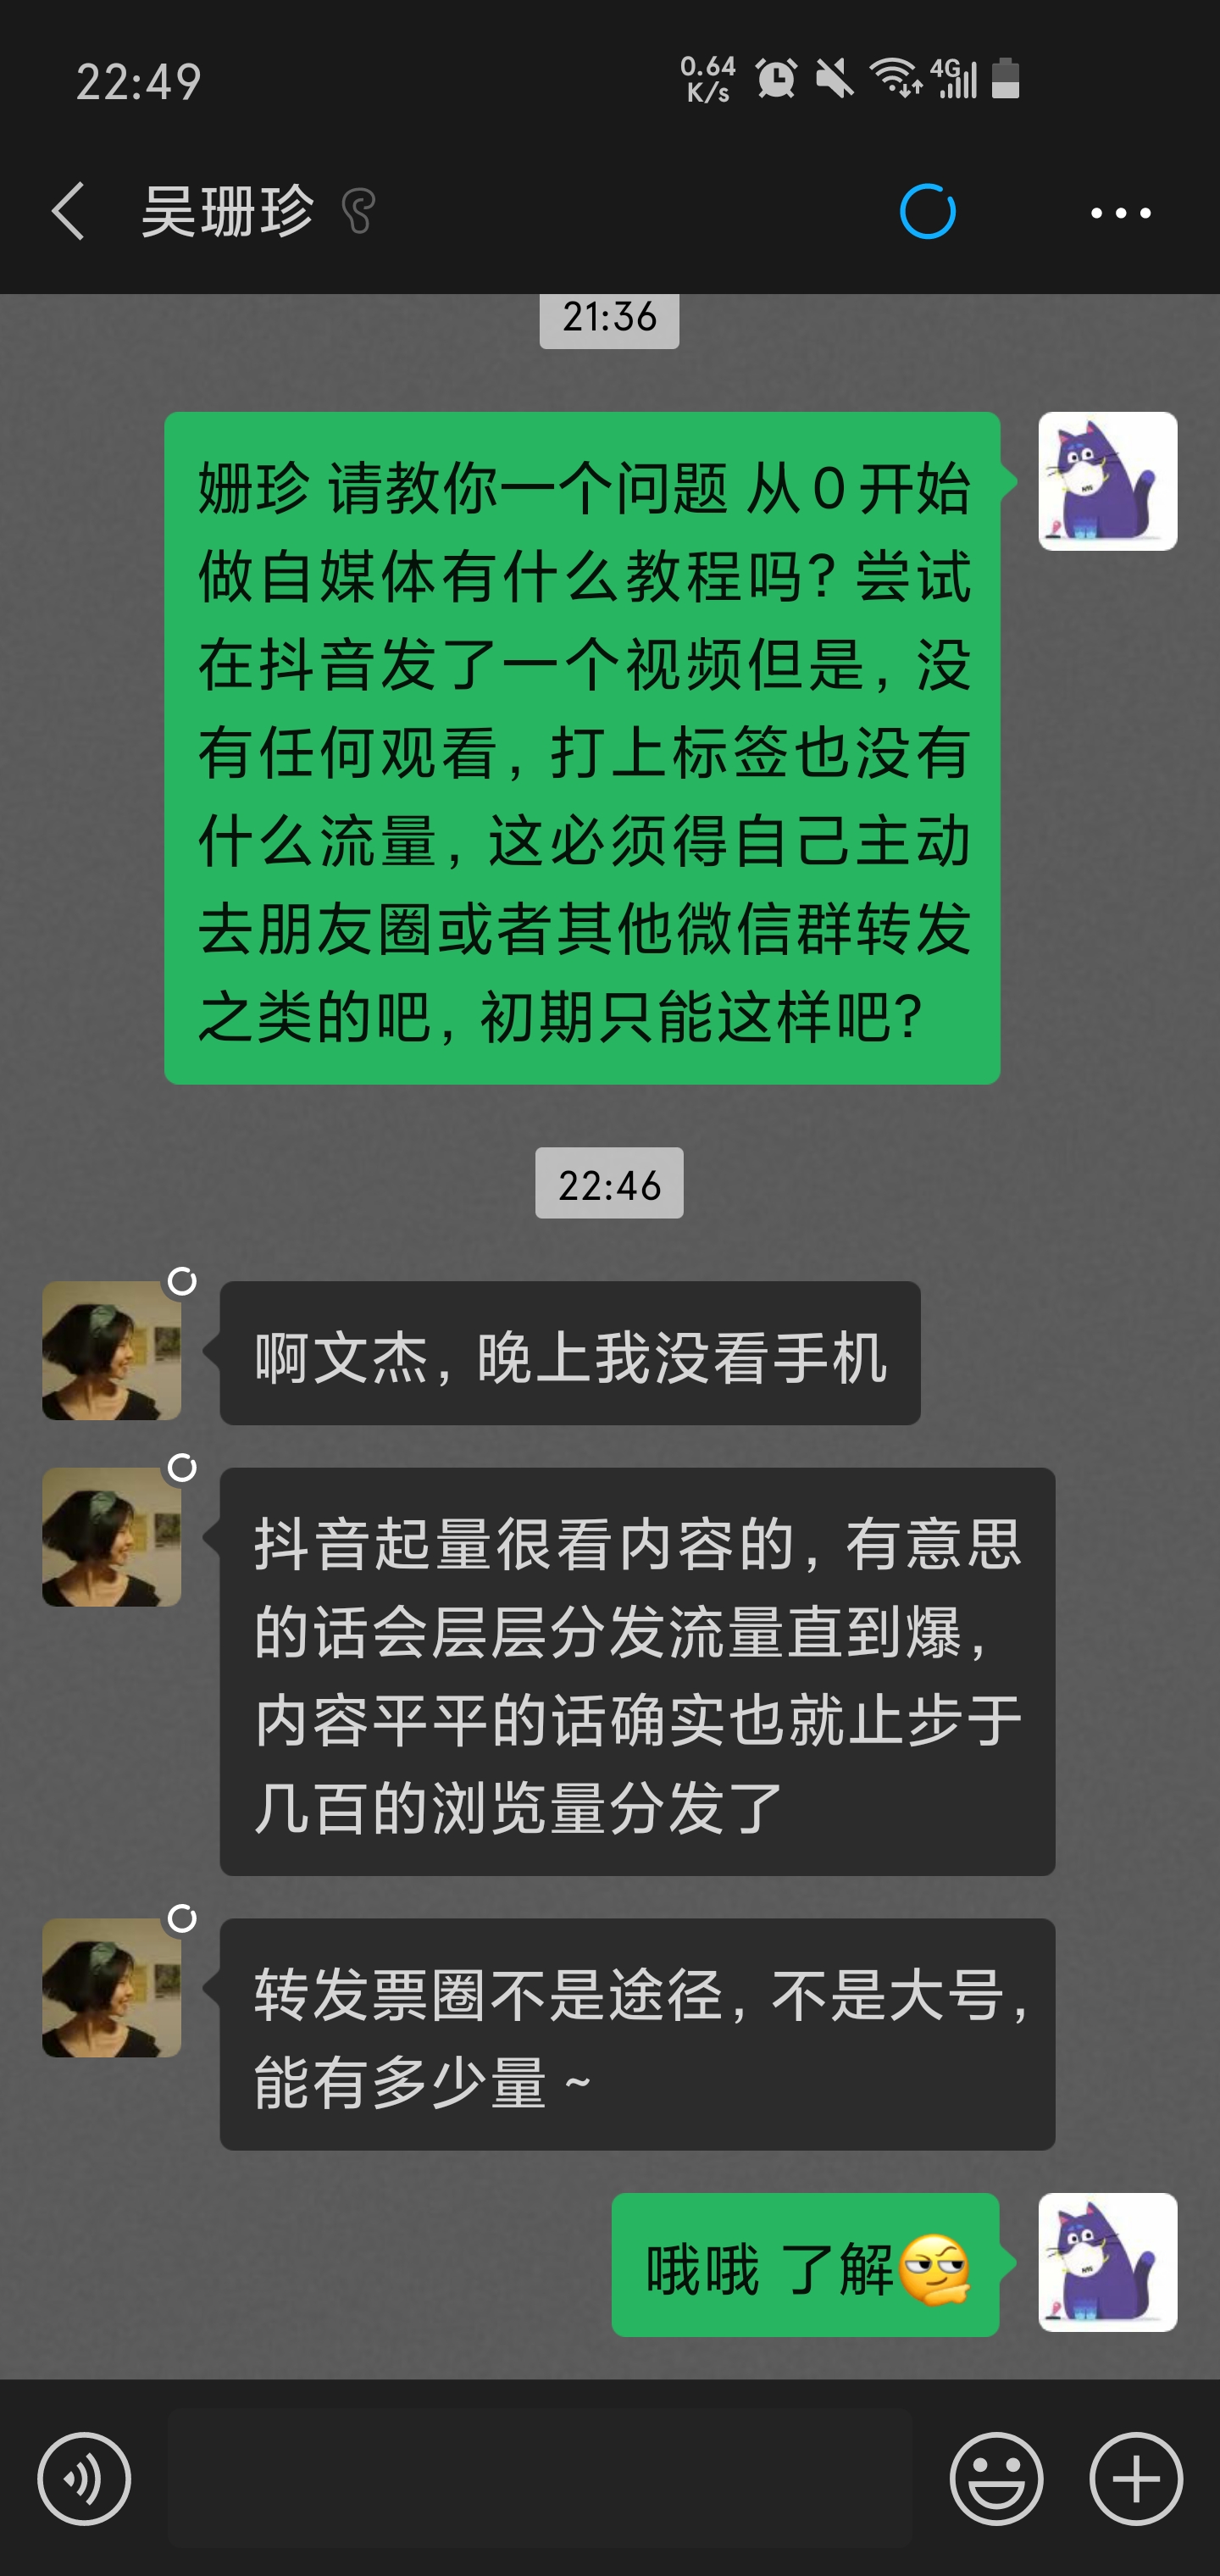 22:49
0.64
K/s
4G
吴珊珍
21:36
姗珍 请教你一个问题 从0开始
做自媒体有什么教程吗？尝试
在抖音发了一个视频但是，没
有任何观看，打上标签也没有
什么流量，这必须得自己主动
去朋友圈或者其他微信群转发
之类的吧，初期只能这样吧？
22:46
啊文杰，晚上我没看手机
抖音起量很看内容的，有意思
的话会层层分发流量直到爆，
内容平平的话确实也就止步于
几百的浏览量分发了
转发票圈不是途径，不是大号，
能有多少量～
哦哦 了解